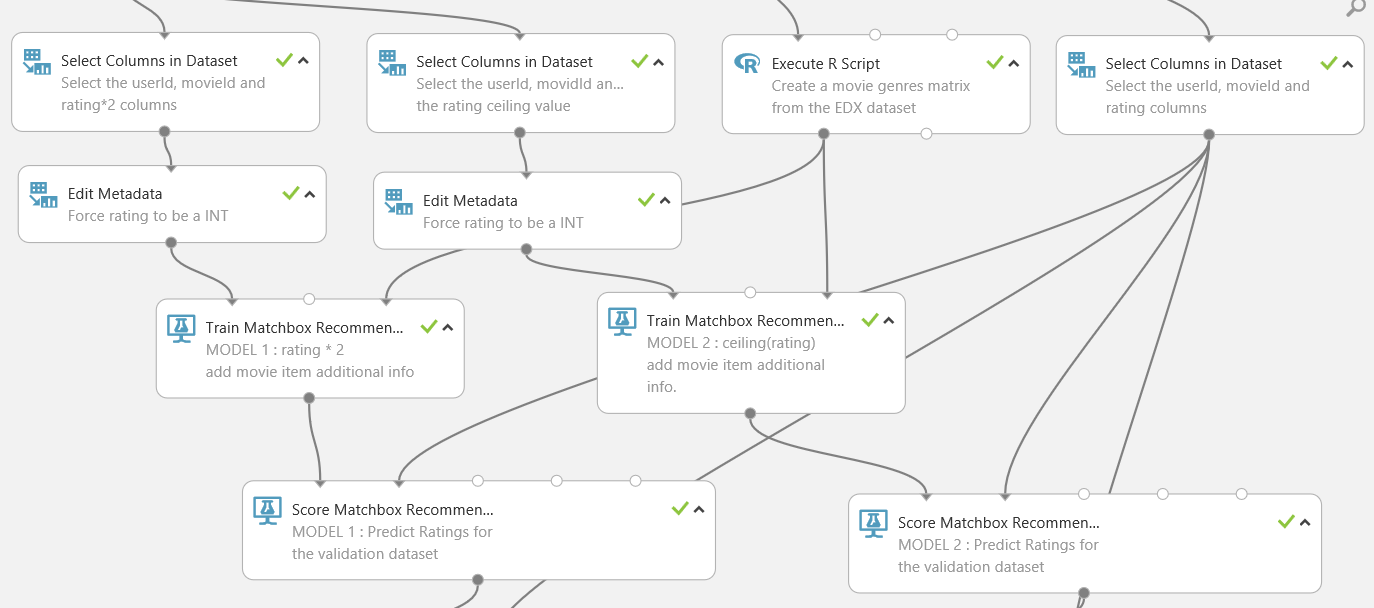 Select Columns in Dataset
Select the userId, movieId and
rating*2 columns
Select Columns in Dataset
Select the userId, movidId an...
the rating ceiling value
Execute R Script
Create a movie genres matrix
from the EDX dataset
Select Columns in Dataset
Select the userId, movieId and
rating columns
Edit Metadata
Force rating to be a INT
Edit Metadata
Force rating to be a INT
Train Matchbox Recommen...
MODEL 1 : rating * 2
add movie item additional info
Train Matchbox Recommen...
MODEL 2 : ceiling(rating)
add movie item additional
info.
Score Matchbox Recommen...
MODEL 1 : Predict Ratings for
the validation dataset
Score Matchbox Recommen...
MODEL 2 : Predict Ratings for
the validation dataset